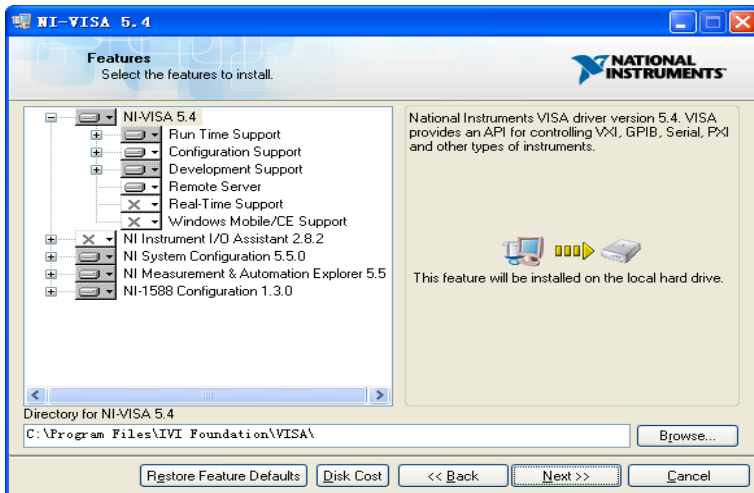 NI-VISA 5.4
Features
Select the features to install.
NATIONAL
INSTRUMENTS™
NI-VISA 5.4
Run Time Support
Configuration Support
Development Support
Remote Server
Real-Time Support
Windows Mobile/CE Support
NI Instrument I/O Assistant 2.8.2
NI System Configuration 5.5.0
NI Measurement & Automation Explorer 5.5
NI-1588 Configuration 1.3.0
National Instruments VISA driver version 5.4. VISA
provides an API for controlling VXI, GPIB, Serial, PXI
and other types of instruments.
This feature will be installed on the local hard drive.
Directory for NI-VISA 5.4
C:\Program Files\IVI Foundation\VISA\
Browse...
Restore Feature Defaults
Disk Cost
<< Back
Next >>
Cancel